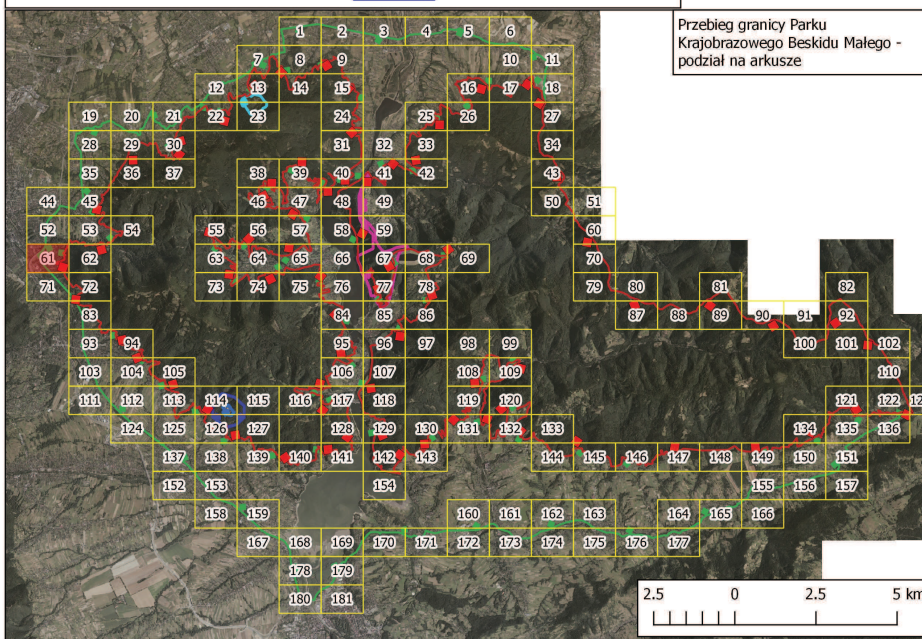 Przebieg granicy Parku
Krajobrazowego Beskidu Małego -
podział na arkusze
1 2 3 4 5 6
7 8 9 10 11
12 13 14 15 16 17 18
19 20 21 22 23 24 25 26 27
28 29 30 31 32 33 34
35 36 37 38 39 40 41 42 43
44 45 46 47 48 49 50 51
52 53 54 55 56 57 58 59 60
61 62 63 64 65 66 67 68 69 70
71 72 73 74 75 76 77 78 79 80 81 82
83 84 85 86 87 88 89 90 91 92
93 94 95 96 97 98 99 100 101 102
103 104 105 106 107 108 109 110
111 112 113 114 115 116 117 118 119 120 121 122 12
124 125 126 127 128 129 130 131 132 133 134 135 136
137 138 139 140 141 142 143 144 145 146 147 148 149 150 151
152 153 154 155 156 157
158 159 160 161 162 163 164 165 166
167 168 169 170 171 172 173 174 175 176 177
178 179
180 181
2.5 0 2.5 5 km